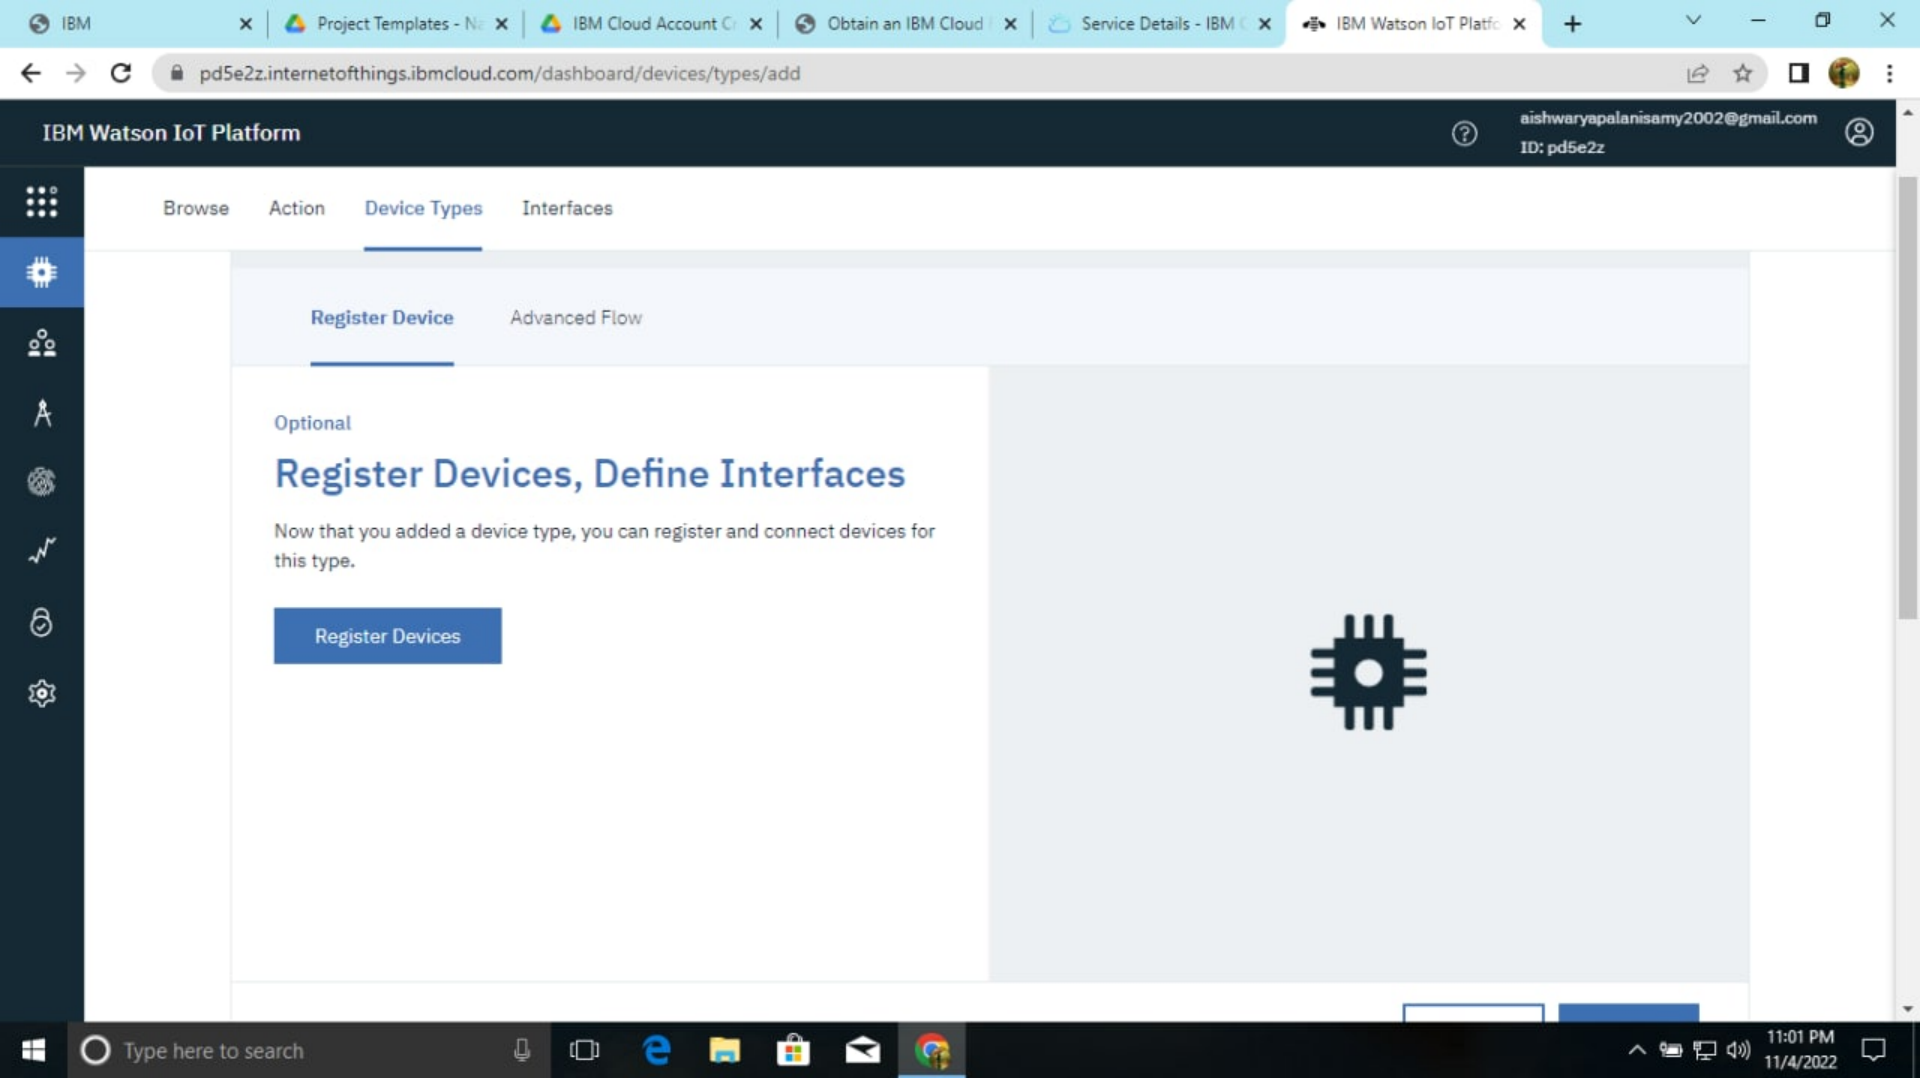 IBM
Project Templates - N
IBM Cloud Account C
Obtain an IBM Cloud
Service Details - IBM
IBM Watson IoT Platfo
pd5e2z.internetofthings.ibmcloud.com/dashboard/devices/types/add
IBM Watson IoT Platform
aishwaryapalanisamy2002@gmail.com
ID: pd5e2z
Browse
Action
Device Types
Interfaces
Register Device
Advanced Flow
Optional
Register Devices, Define Interfaces
Now that you added a device type, you can register and connect devices for
this type.
Register Devices
Type here to search
11:01 PM
11/4/2022